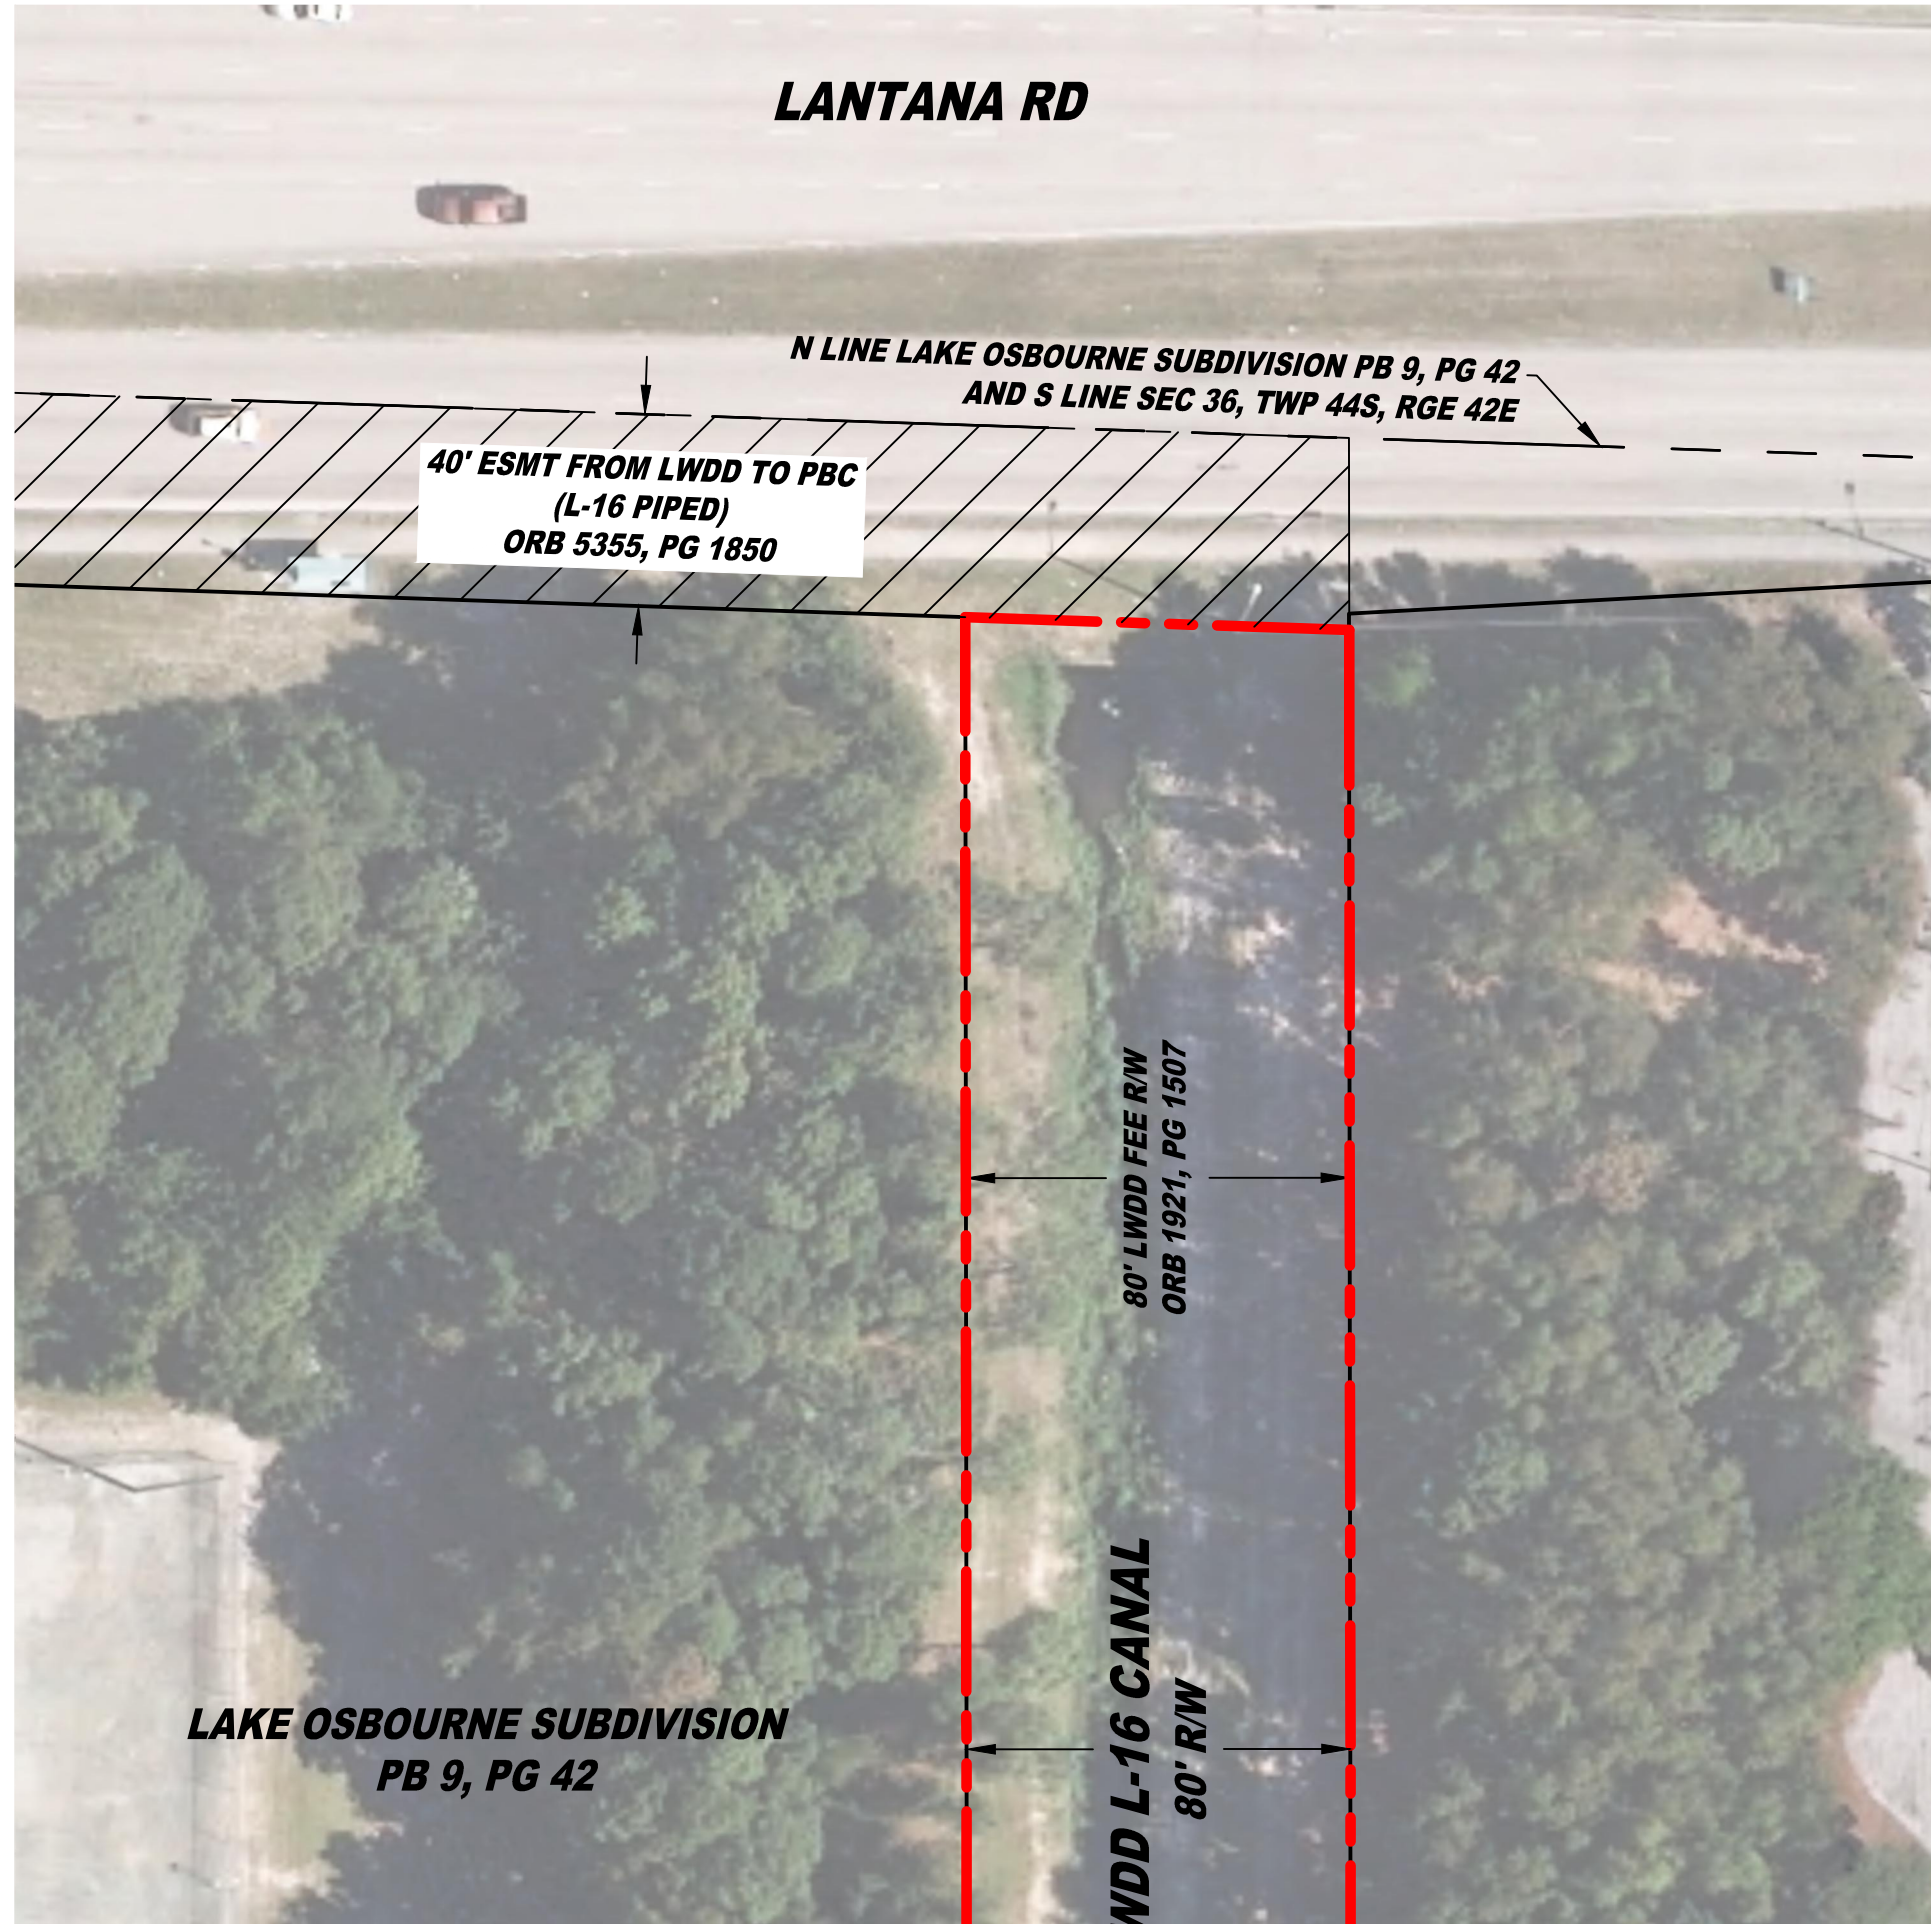 LANTANA RD
N LINE LAKE OSBOURNE SUBDIVISION PB 9, PG 42
AND S LINE SEC 36, TWP 44S, RGE 42E
40' ESMT FROM LWDD TO PBC
(L-16 PIPED)
ORB 5355, PG 1850
80' LWDD FEE R/W
ORB 1921, PG 1507
WDD L-16 CANAL
80' R/W
LAKE OSBOURNE SUBDIVISION
PB 9, PG 42